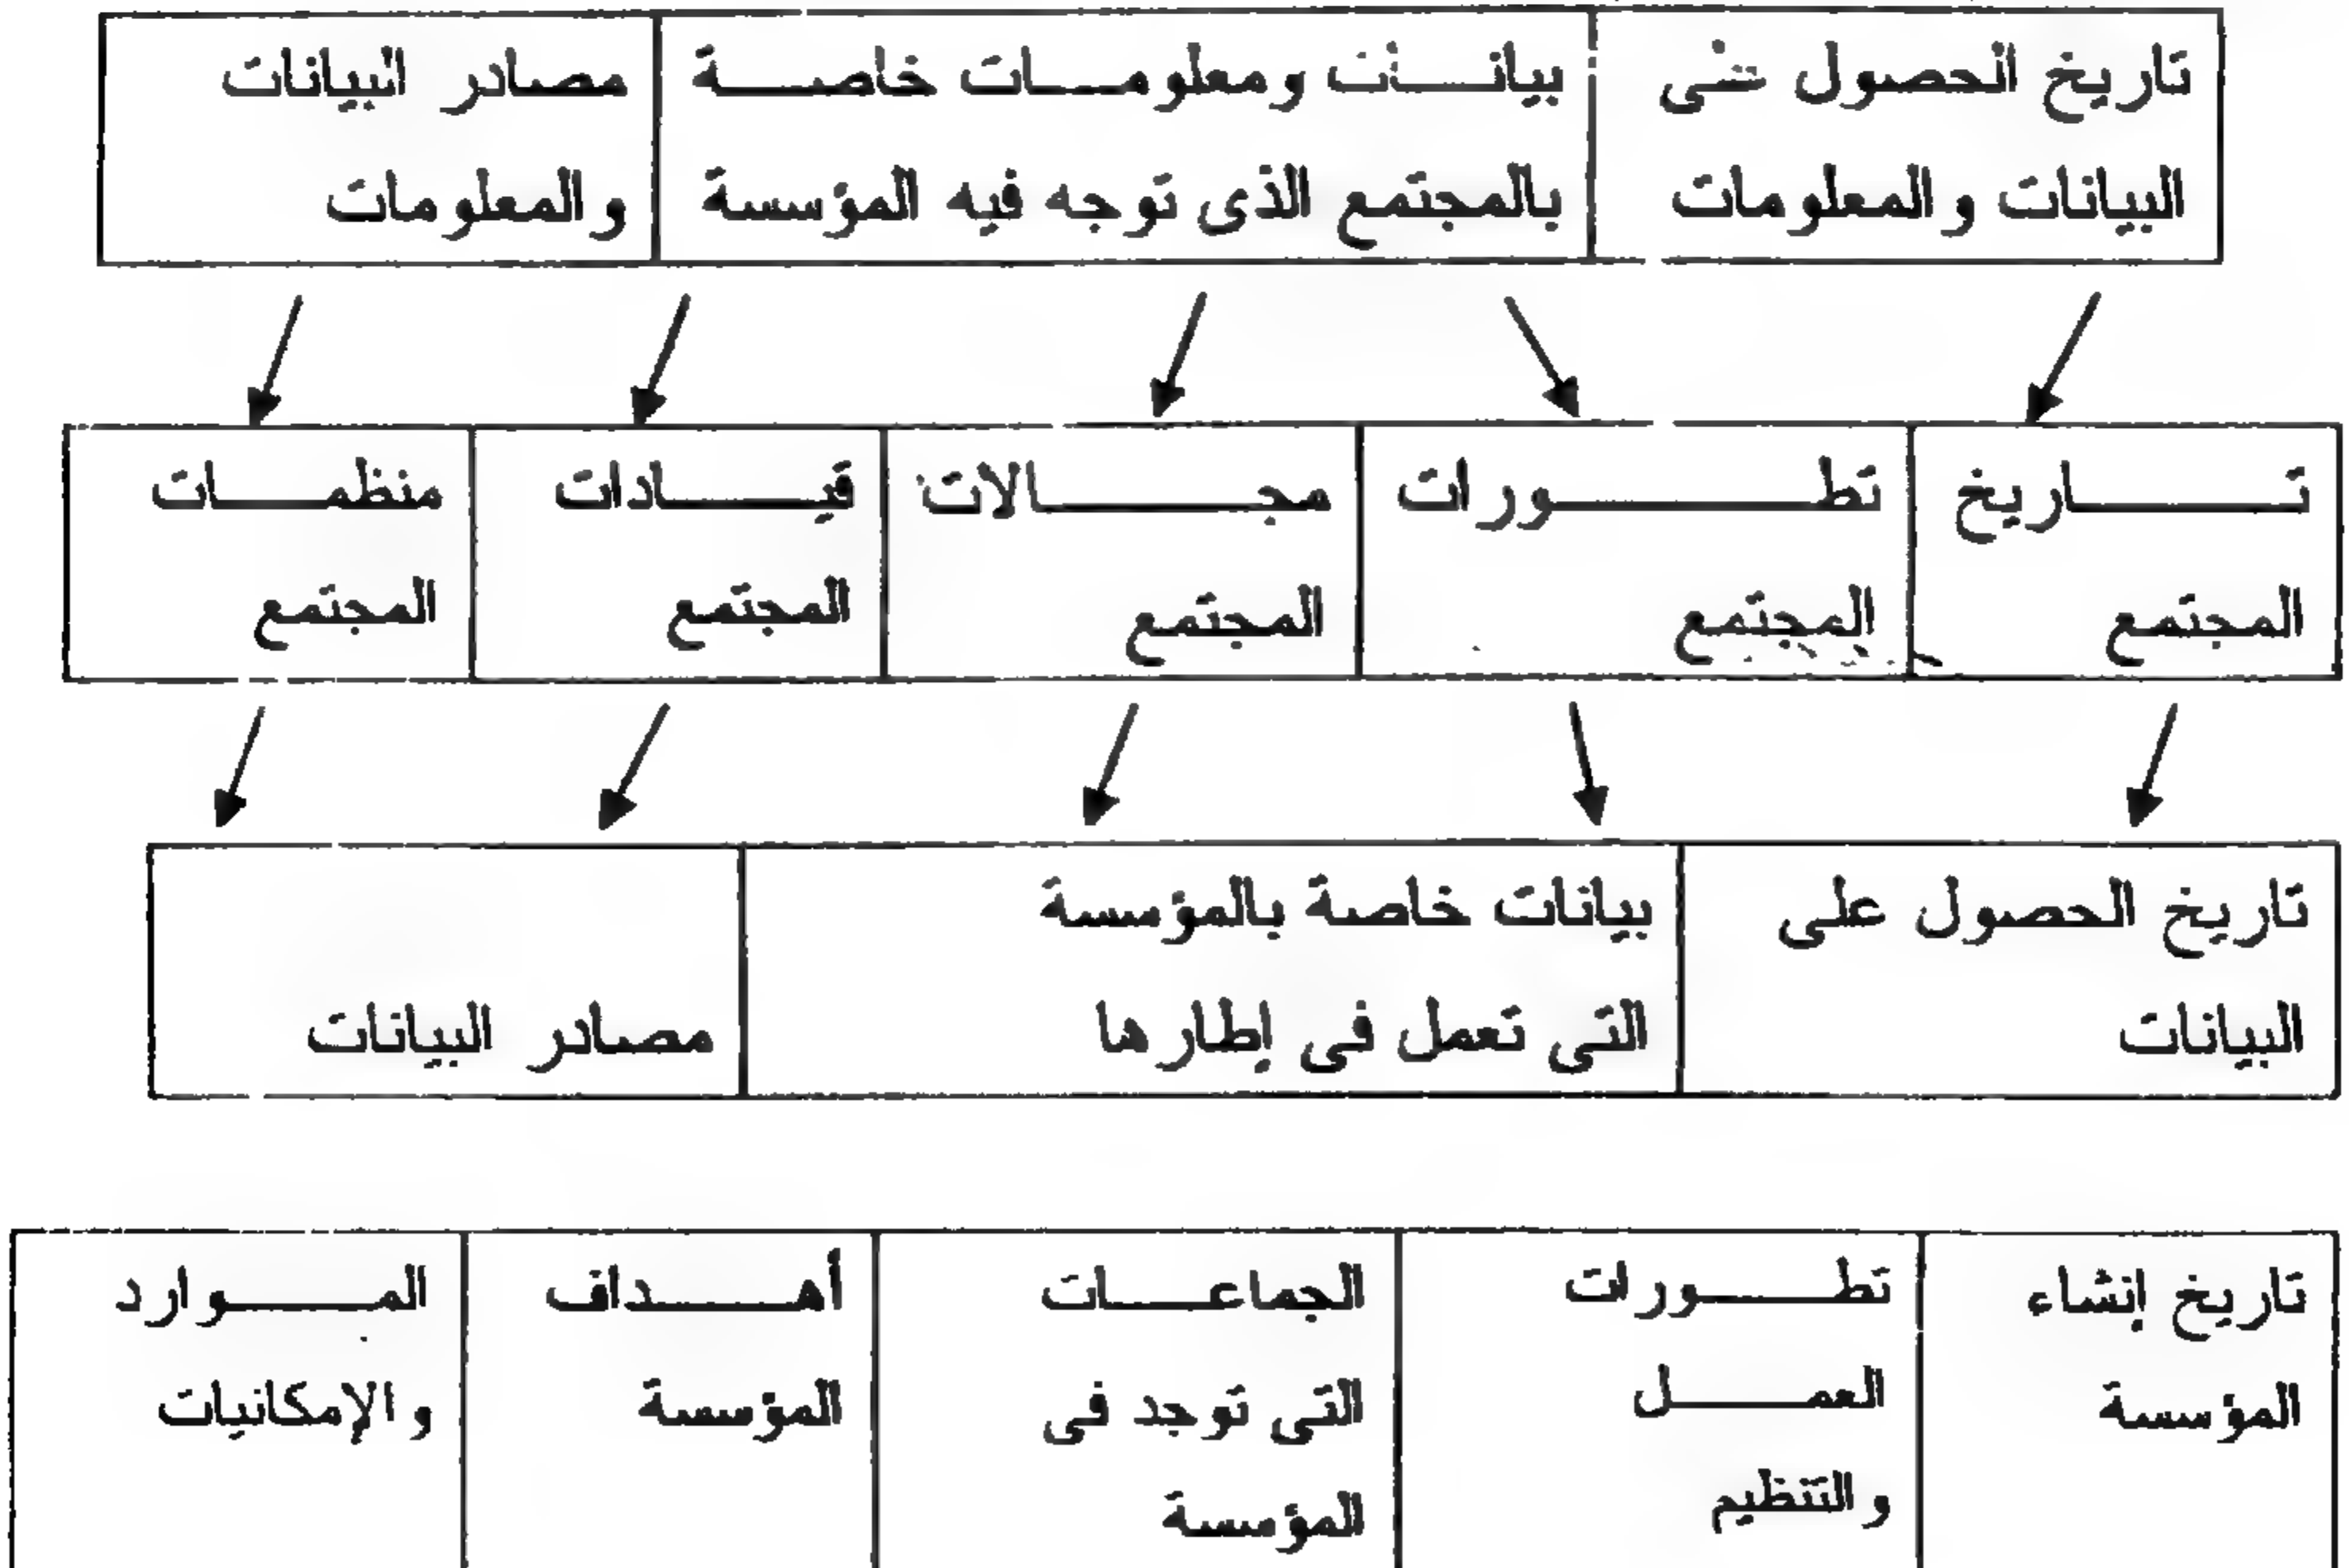 تاريخ الحصول على
البيانات والمعلومات
بيانات ومعلومات خاصة
بالمجتمع الذى توجه فيه المؤسسة
مصادر البيانات
والمعلومات
تاريخ
المجتمع
تطورات
المجتمع
مجالات
المجتمع
قيادات
المجتمع
منظمات
المجتمع
تاريخ الحصول على
البيانات
بيانات خاصة بالمؤسسة
التى تعمل فى إطارها
مصادر البيانات
تاريخ إنشاء
المؤسسة
تطورات
العمل
والتنظيم
الجماعات
التى توجد فى
المؤسسة
أهداف
المؤسسة
الموارد
والإمكانيات